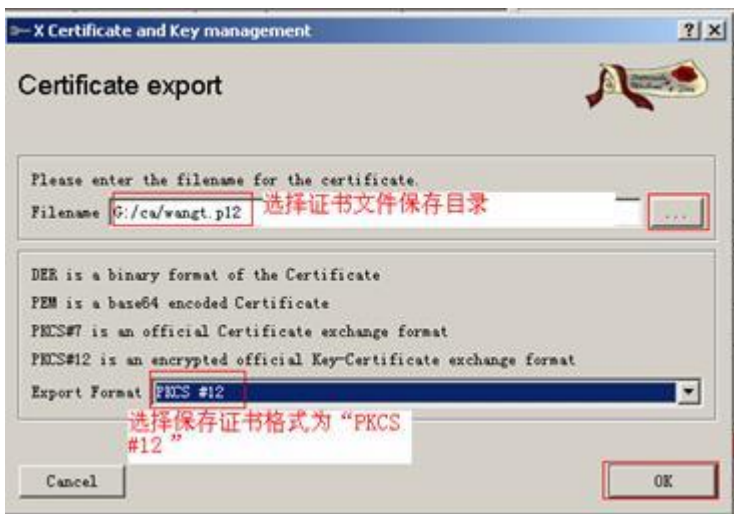 X Certificate and Key management
Certificate export
Please enter the filename for the certificate.
Filename G:/ca/wangt.p12 选择证书文件保存目录 ...
DER is a binary format of the Certificate
PEM is a base64 encoded Certificate
PKCS#7 is an official Certificate exchange format
PKCS#12 is an encrypted official Key-Certificate exchange format
Export Format PKCS #12
选择保存证书格式为“PKCS
#12 ”
Cancel OK